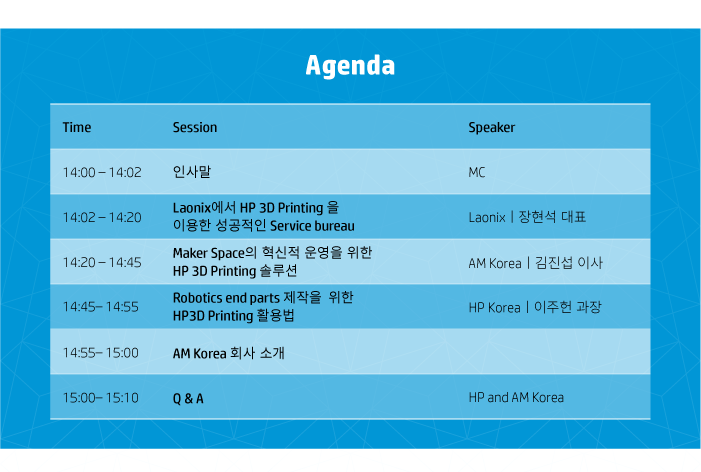 Agenda
Time Session Speaker
14:00 – 14:02 인사말 MC
Laonix에서 HP 3D Printing 을
14:02 – 14:20 이용한 성공적인 Service bureau Laonix | 장현석 대표
Maker Space의 혁신적 운영을 위한
14:20 – 14:45 HP 3D Printing 솔루션 AM Korea | 김진섭 이사
Robotics end parts 제작을 위한
14:45– 14:55 HP3D Printing 활용법 HP Korea | 이주헌 과장
14:55– 15:00 AM Korea 회사 소개
15:00– 15:10 Q & A HP and AM Korea